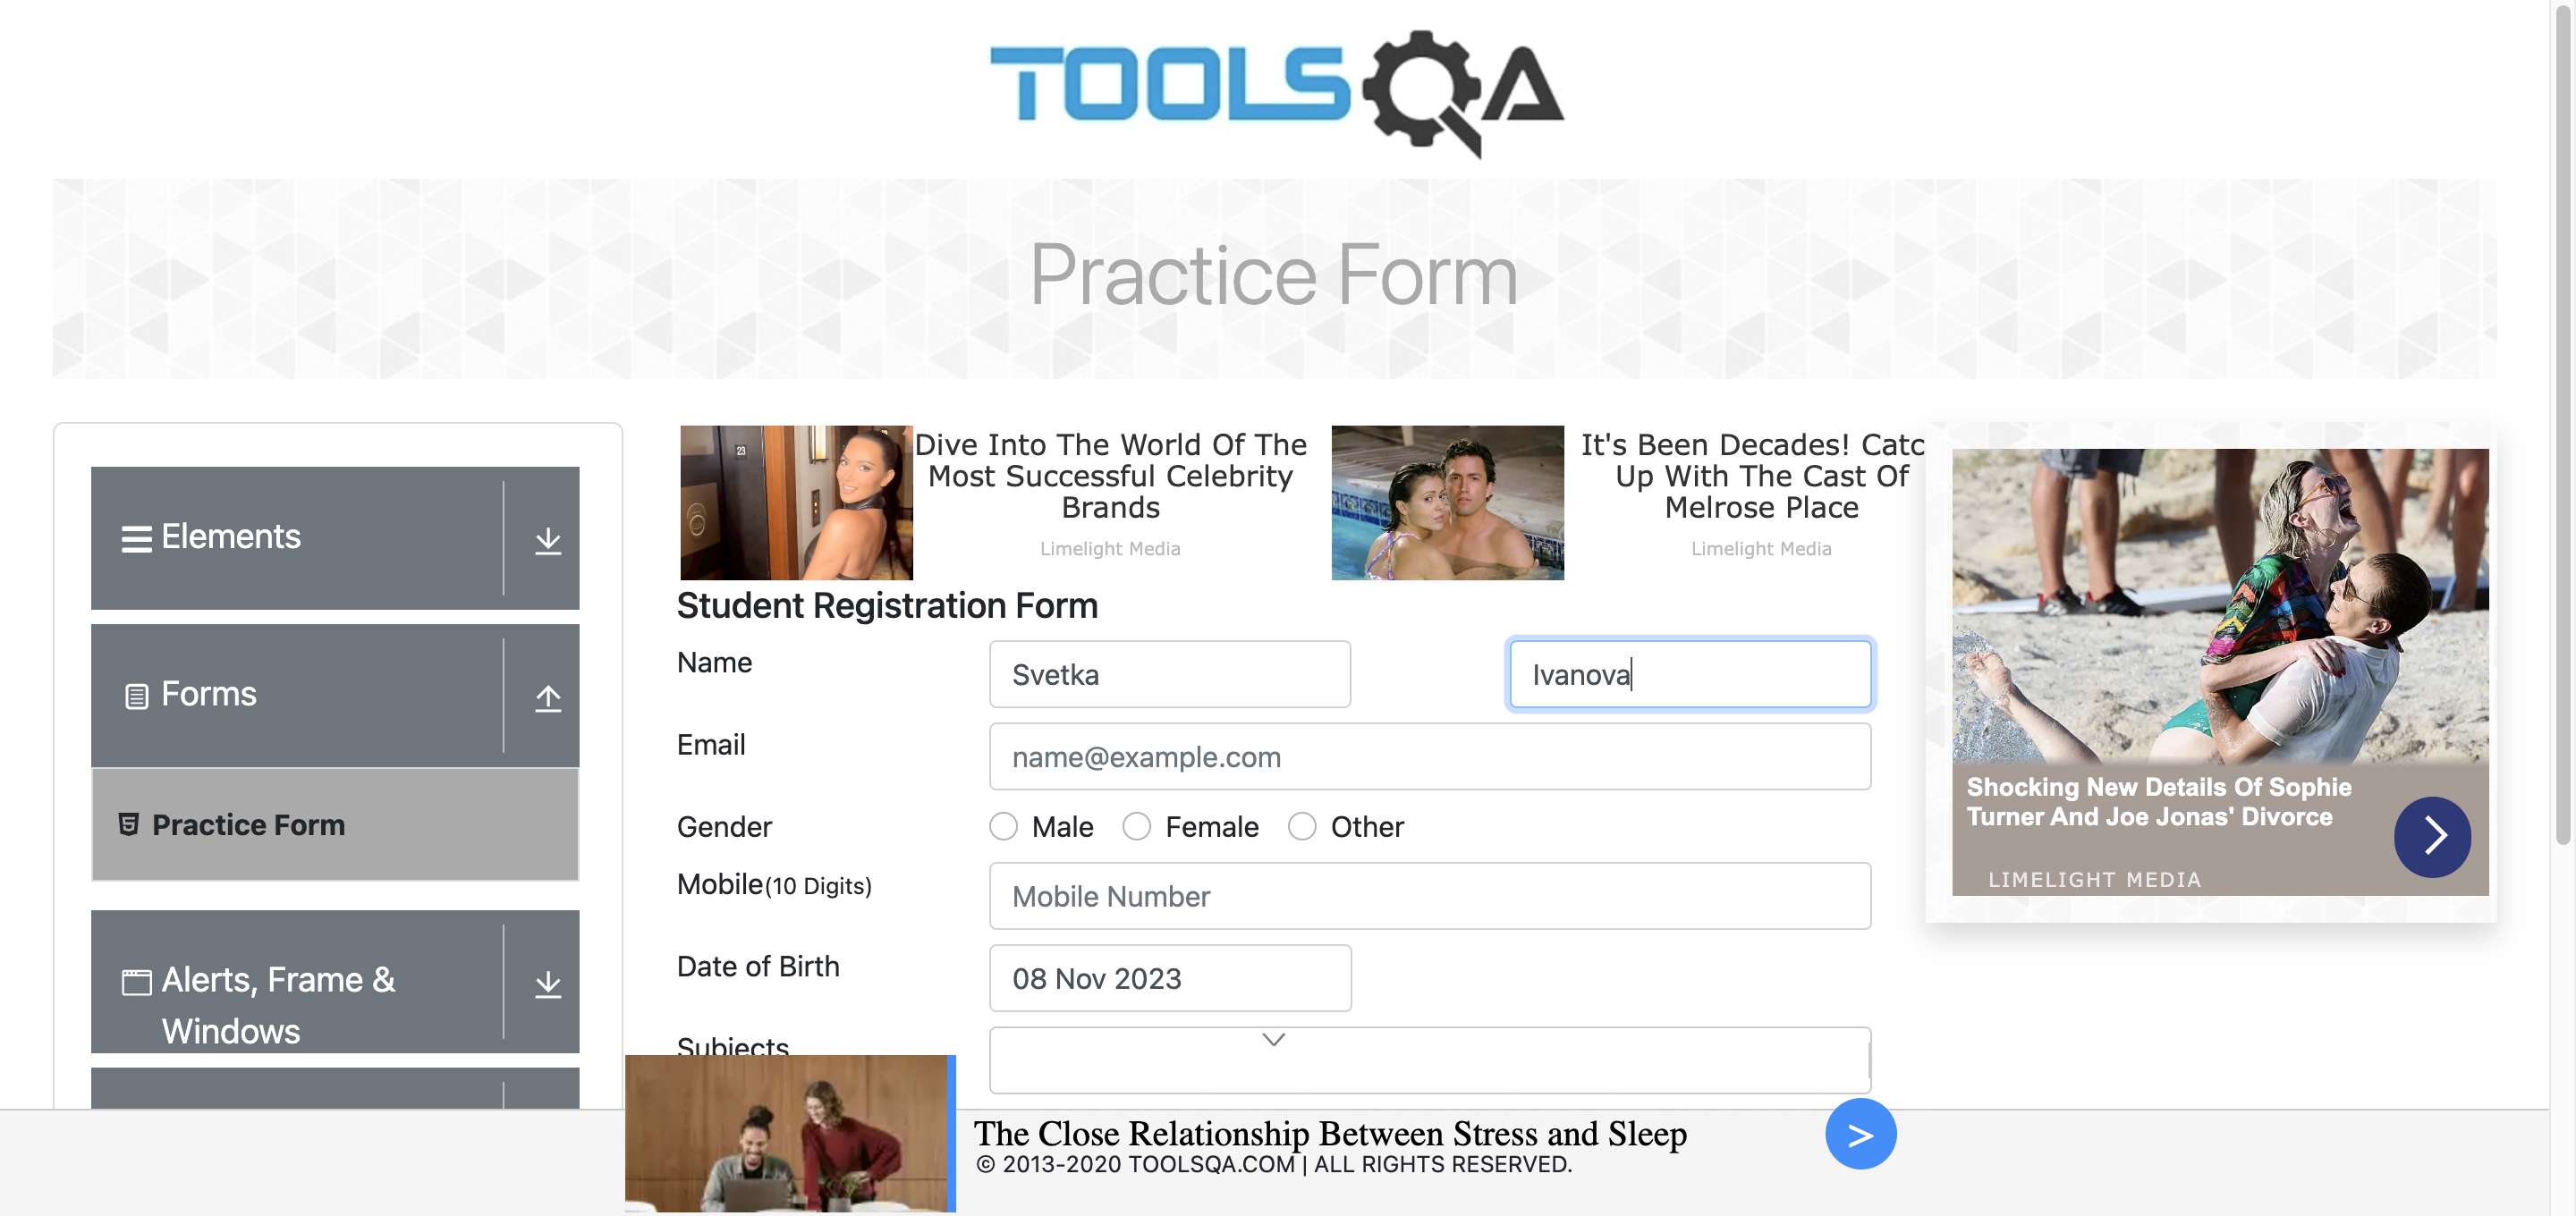 TOOLSQA
Practice Form
Elements
Forms
Practice Form
Alerts, Frame &
Windows
23
Dive Into The World Of The
Most Successful Celebrity
Brands
Limelight Media
It's Been Decades! Catc
Up With The Cast Of
Melrose Place
Limelight Media
Student Registration Form
Name
Svetka
Ivanova
Email
name@example.com
Gender
Male
Female
Other
Mobile(10 Digits)
Mobile Number
Date of Birth
08 Nov 2023
Subjects
Shocking New Details Of Sophie
Turner And Joe Jonas' Divorce
LIMELIGHT MEDIA
The Close Relationship Between Stress and Sleep
© 2013-2020 TOOLSQA.COM | ALL RIGHTS RESERVED.